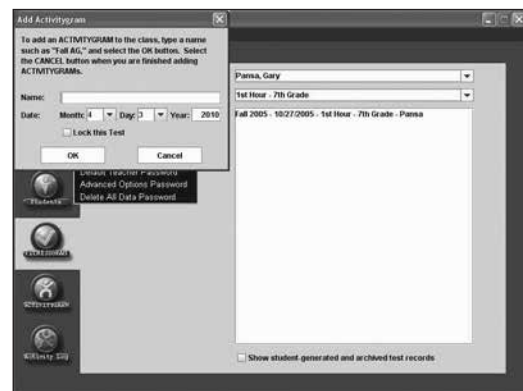 Add Activitygram
To add an ACTIVITYGRAM to the class, type a name
such as "Fall AG," and select the OK button. Select
the CANCEL button when you are finished adding
ACTIVITYGRAMs.
Name:
Date: Month: 4 Day: 3 Year: 2010
Lock this Test
OK Cancel
Default Teacher Password
Advanced Options Password
Delete All Data Password
Pansa, Gary
1st Hour - 7th Grade
Fall 2005 - 10/27/2005 - 1st Hour - 7th Grade - Pansa
Students
FITNESSGRAM
ACTIVITYGRAM
Activity Log
Show student-generated and archived test records